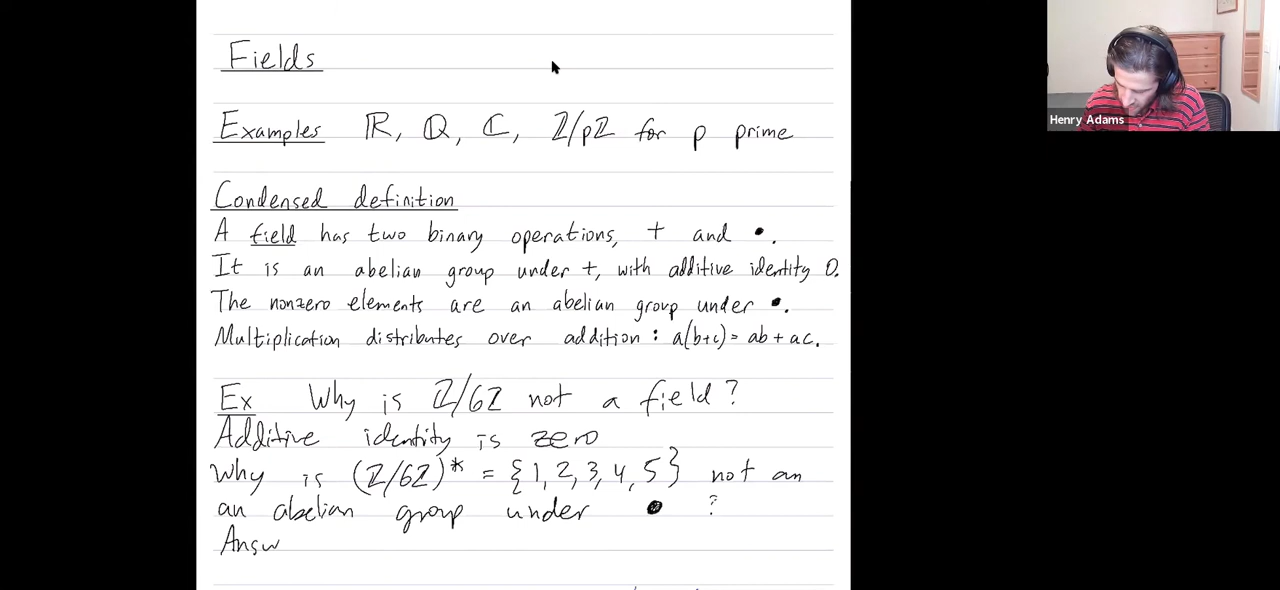 Fields
Examples ℝ, ℚ, ℂ, ℤ/pℤ for p prime
Condensed definition
A field has two binary operations, + and •.
It is an abelian group under +, with additive identity 0.
The nonzero elements are an abelian group under •.
Multiplication distributes over addition : a(b+c) = ab + ac.
Ex Why is ℤ/6ℤ not a field?
Additive identity is zero
Why is (ℤ/6ℤ)* = {1, 2, 3, 4, 5} not an
an abelian group under • ?
Answ
Henry Adams